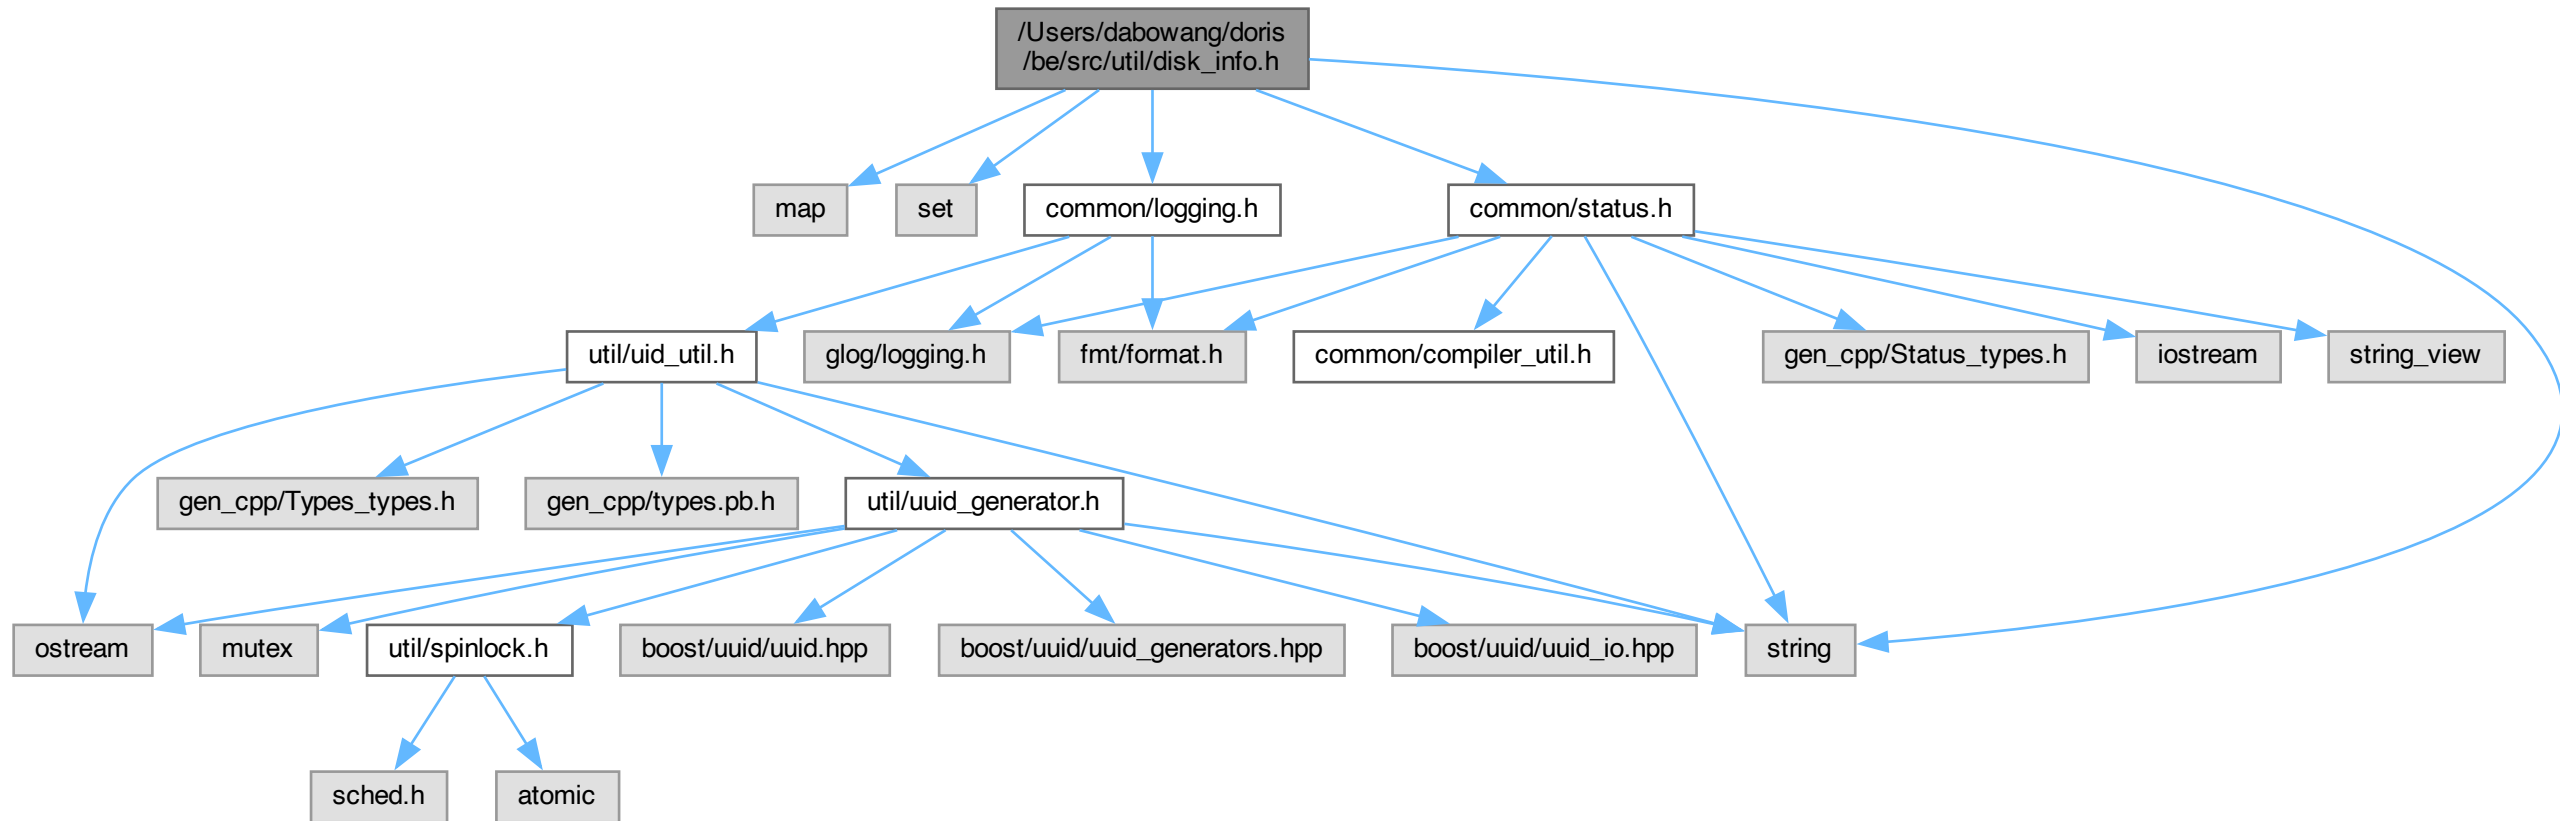 /Users/dabowang/doris
/be/src/util/disk_info.h
map
set
common/logging.h
common/status.h
util/uid_util.h
glog/logging.h
fmt/format.h
common/compiler_util.h
gen_cpp/Status_types.h
iostream
string_view
gen_cpp/Types_types.h
gen_cpp/types.pb.h
util/uuid_generator.h
ostream
mutex
util/spinlock.h
boost/uuid/uuid.hpp
boost/uuid/uuid_generators.hpp
boost/uuid/uuid_io.hpp
string
sched.h
atomic